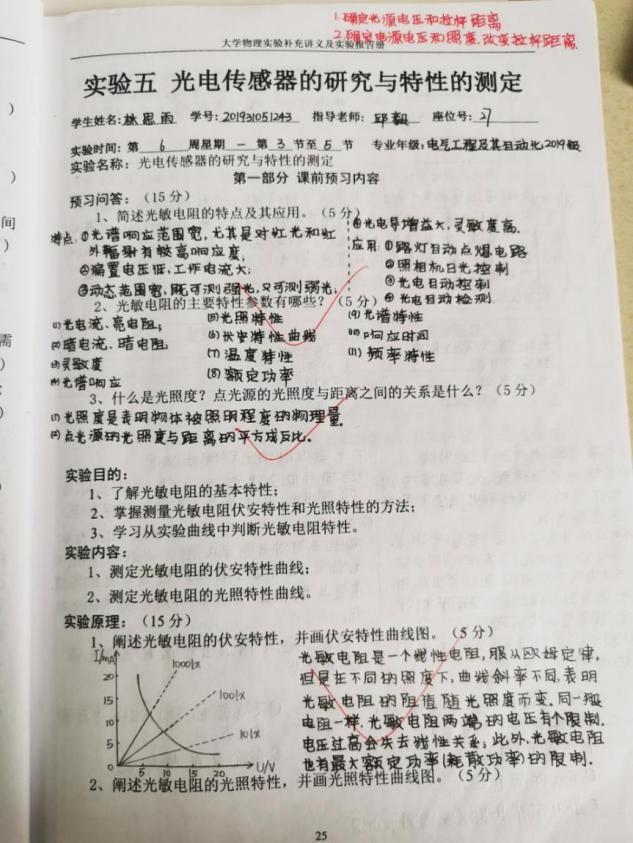 1.确定光源电压和拉杆距离
2.确定电源电压和照度,改变拉杆距离
大学物理实验补充讲义及实验报告册
实验五 光电传感器的研究与特性的测定
学生姓名:林思雨 学号:201931051243 指导老师:邱毅 座位号:27
实验时间:第 6 周星期 一 第 3 节至 5 节 专业年级:电气工程及其自动化2019级
实验名称:光电传感器的研究与特性的测定
第一部分 课前预习内容
预习问答:(15分)
1、简述光敏电阻的特点及其应用。(5分)
特点:①光谱响应范围宽,尤其是对红光和红
外辐射有较高响应度;
②偏置电压低,工作电流大;
③动态范围宽,既可测强光,又可测弱光;
④光电导增益大,灵敏度高.
应用:①路灯自动点熄电路
②照相机日光控制
③光电自动控制
④光电自动检测
2、光敏电阻的主要特性参数有哪些?(5分)
(1)光电流、亮电阻;
(2)暗电流、暗电阻
(3)灵敏度
(4)光谱响应
(5)光照特性
(6)伏安特性曲线
(7)温度特性
(8)额定功率
(9)光谱特性
(10)响应时间
(11)频率特性
3、什么是光照度?点光源的光照度与距离之间的关系是什么?(5分)
(1)光照度是表明物体被照明程度的物理量.
(2)点光源的光照度与距离的平方成反比.
实验目的:
1、了解光敏电阻的基本特性;
2、掌握测量光敏电阻伏安特性和光照特性的方法;
3、学习从实验曲线中判断光敏电阻特性。
实验内容:
1、测定光敏电阻的伏安特性曲线;
2、测定光敏电阻的光照特性曲线。
实验原理:(15分)
1、阐述光敏电阻的伏安特性,并画伏安特性曲线图。(5分)
I/mA
20
15
10
5
0
5 10 15 20 U/V
1000lx
100lx
10lx
光敏电阻是一个线性电阻,服从欧姆定律,
但是在不同的照度下,曲线斜率不同,表明
光敏电阻的阻值随光照度而变.同一般
电阻一样,光敏电阻两端的电压有个限制,
电压过高会失去线性关系;此外,光敏电阻
也有最大额定功率(耗散功率)的限制.
2、阐述光敏电阻的光照特性,并画光照特性曲线图。(5分)
25